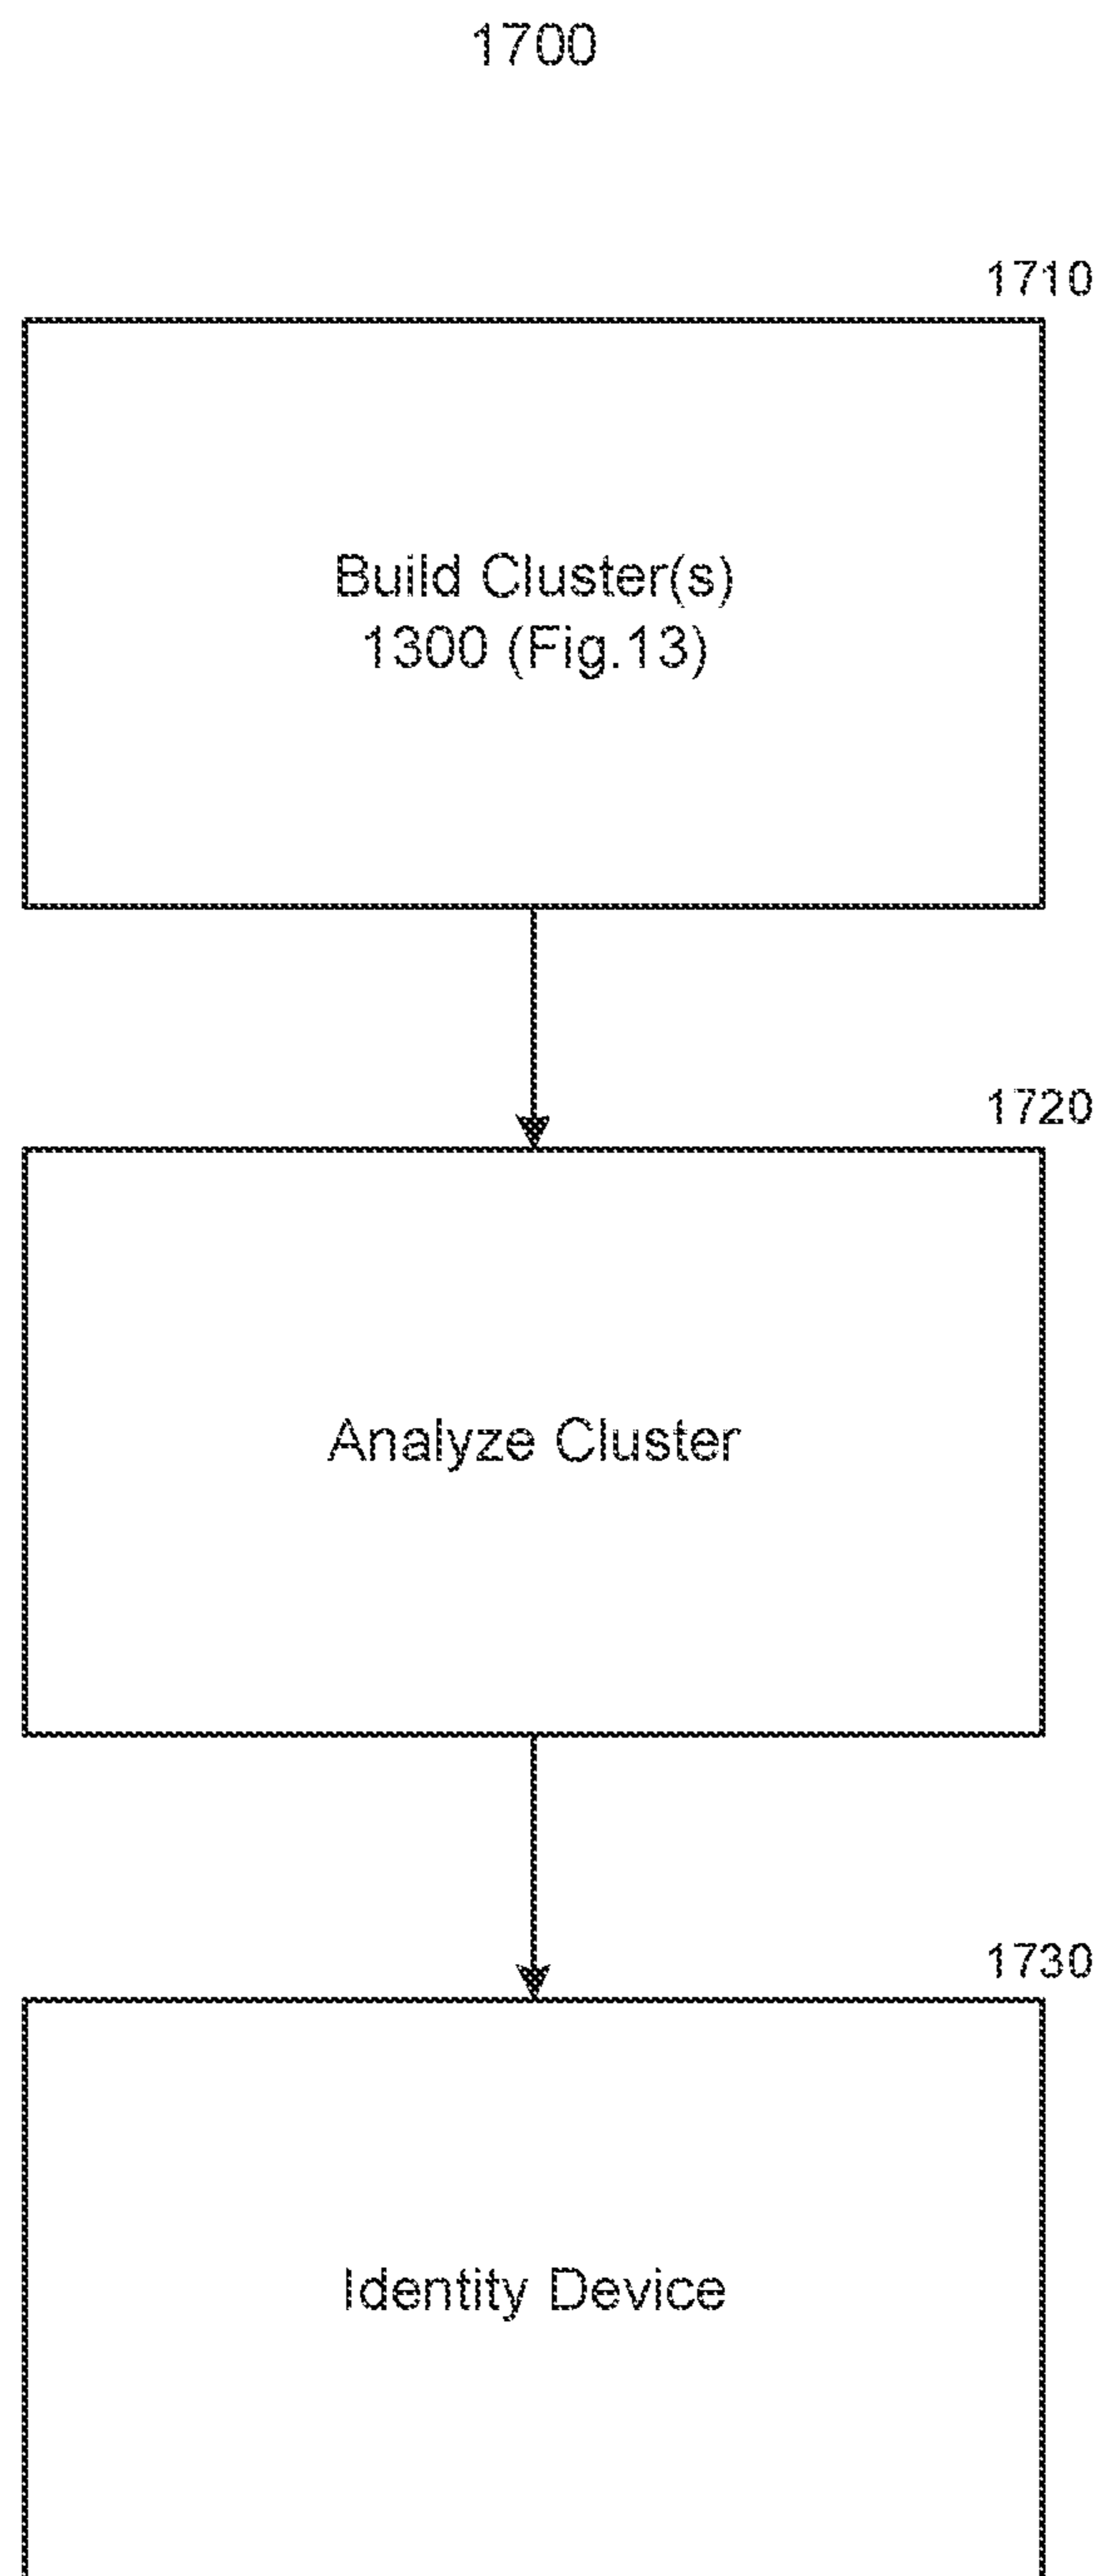 1700
1710
Build Cluster(s)
1300 (Fig.13)
1720
Analyze Cluster
1730
Identity Device